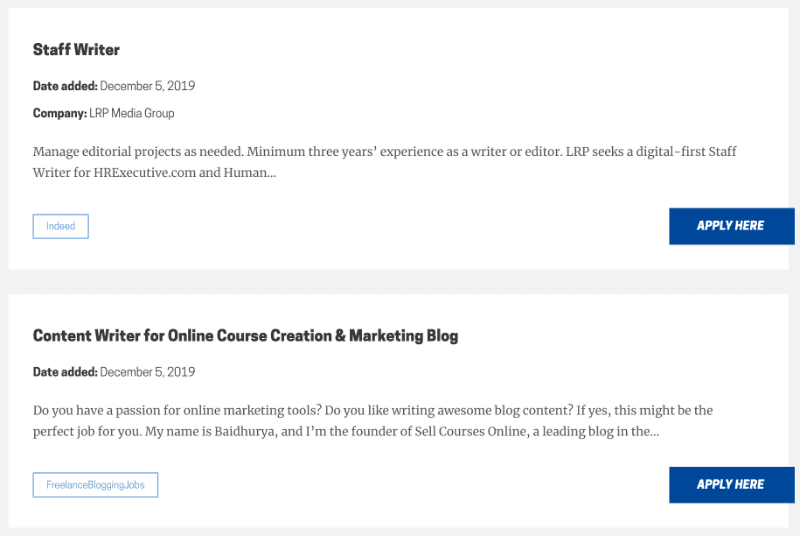 Staff Writer
Date added: December 5, 2019
Company: LRP Media Group
Manage editorial projects as needed. Minimum three years’ experience as a writer or editor. LRP seeks a digital-first Staff
Writer for HRExecutive.com and Human...
Indeed
APPLY HERE
Content Writer for Online Course Creation & Marketing Blog
Date added: December 5, 2019
Do you have a passion for online marketing tools? Do you like writing awesome blog content? If yes, this might be the
perfect job for you. My name is Baidhurya, and I’m the founder of Sell Courses Online, a leading blog in the...
FreelanceBloggingJobs
APPLY HERE